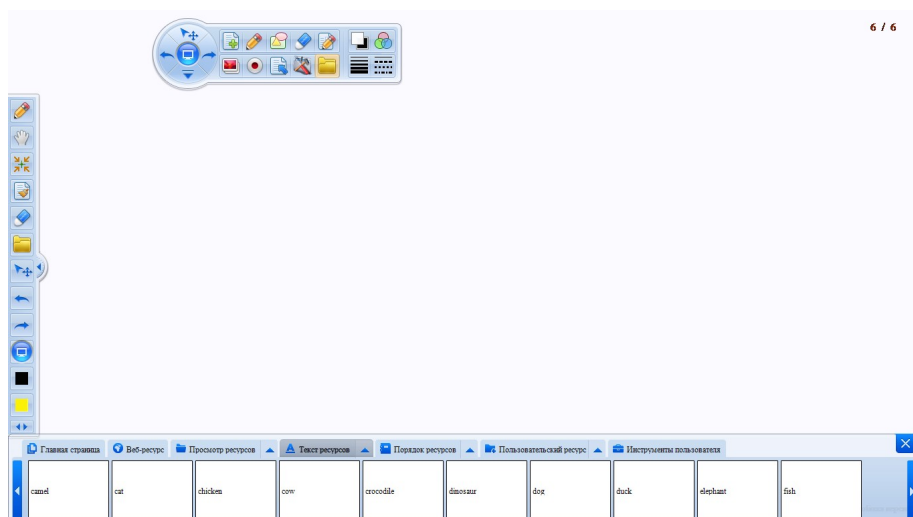 6 / 6
Главная страница Веб-ресурс Просмотр ресурсов Текст ресурсов Порядок ресурсов Пользовательский ресурс Инструменты пользователя
camel cat chicken cow crocodile dinosaur dog duck elephant fish